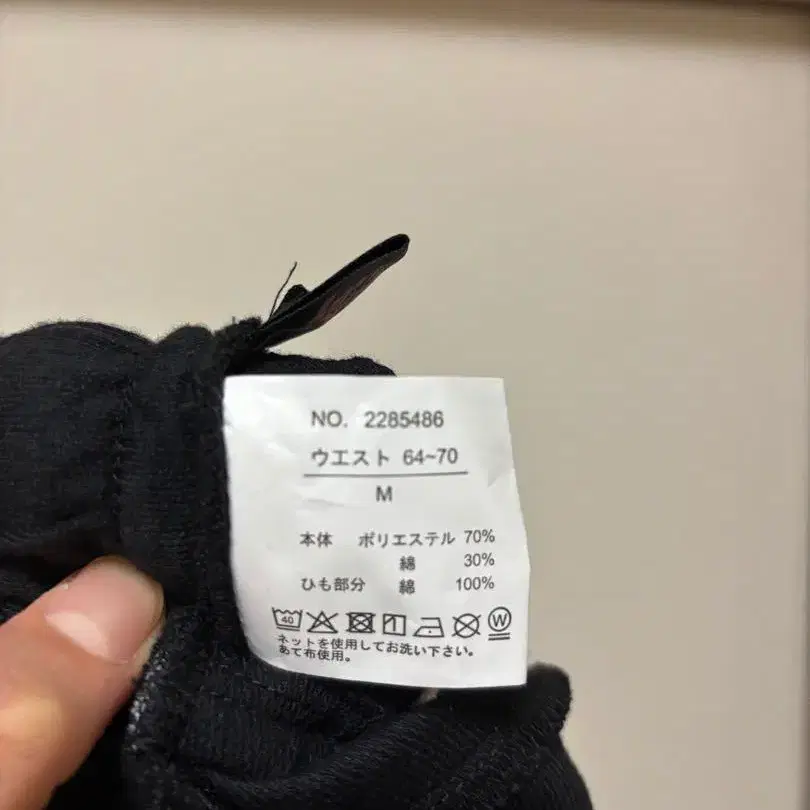 NO. 2285486
ウエスト 64~70
M
本体 ポリエステル 70%
綿 30%
ひも部分 綿 100%
40 W
ネットを使用してお洗い下さい。
あて布使用。